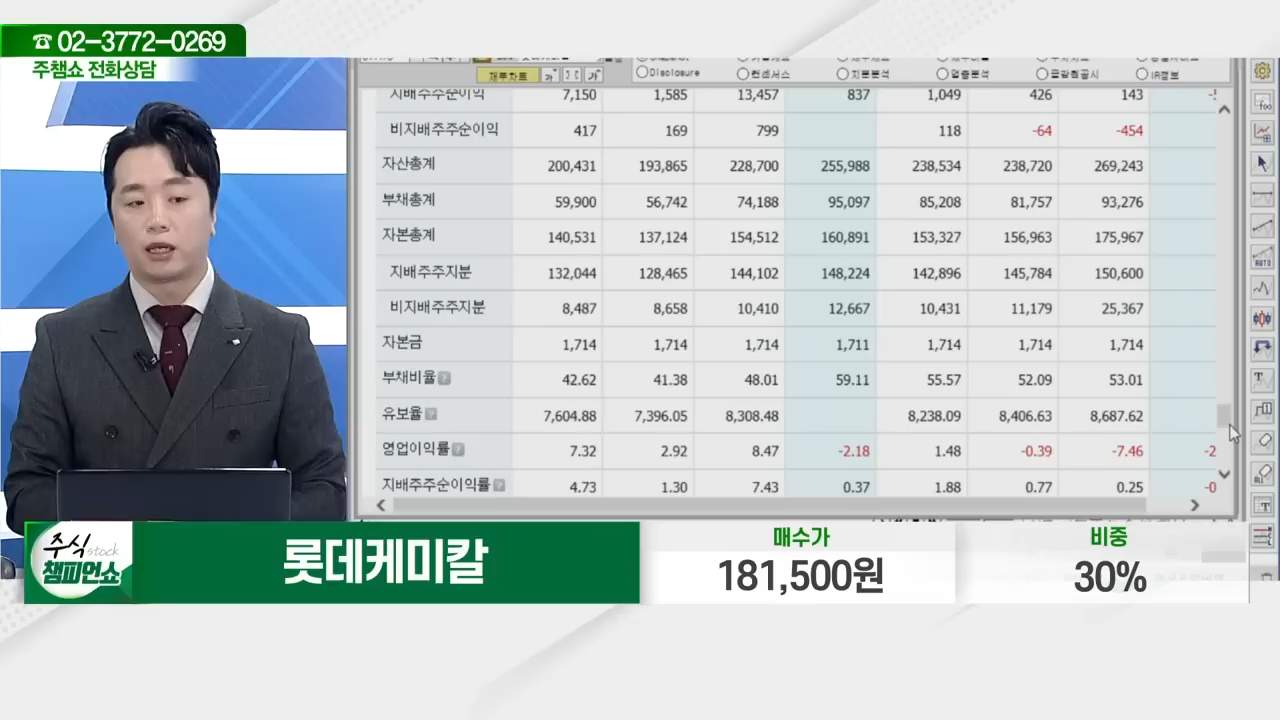 ☎ 02-3772-0269
주챔쇼 전화상담
재무차트
Disclosure 컨센서스 지분분석 업종분석 금감원공시 IR정보
지배주주순이익 7,150 1,585 13,457 837 1,049 426 143
비지배주주순이익 417 169 799 118 -64 -454
자산총계 200,431 193,865 228,700 255,988 238,534 238,720 269,243
부채총계 59,900 56,742 74,188 95,097 85,208 81,757 93,276
자본총계 140,531 137,124 154,512 160,891 153,327 156,963 175,967
지배주주지분 132,044 128,465 144,102 148,224 142,896 145,784 150,600
비지배주주지분 8,487 8,658 10,410 12,667 10,431 11,179 25,367
자본금 1,714 1,714 1,714 1,711 1,714 1,714 1,714
부채비율 42.62 41.38 48.01 59.11 55.57 52.09 53.01
유보율 7,604.88 7,396.05 8,308.48 8,238.09 8,406.63 8,687.62
영업이익률 7.32 2.92 8.47 -2.18 1.48 -0.39 -7.46 -2
지배주주순이익률 4.73 1.30 7.43 0.37 1.88 0.77 0.25 -0
주식 stock
챔피언쇼
롯데케미칼
매수가
181,500원
비중
30%